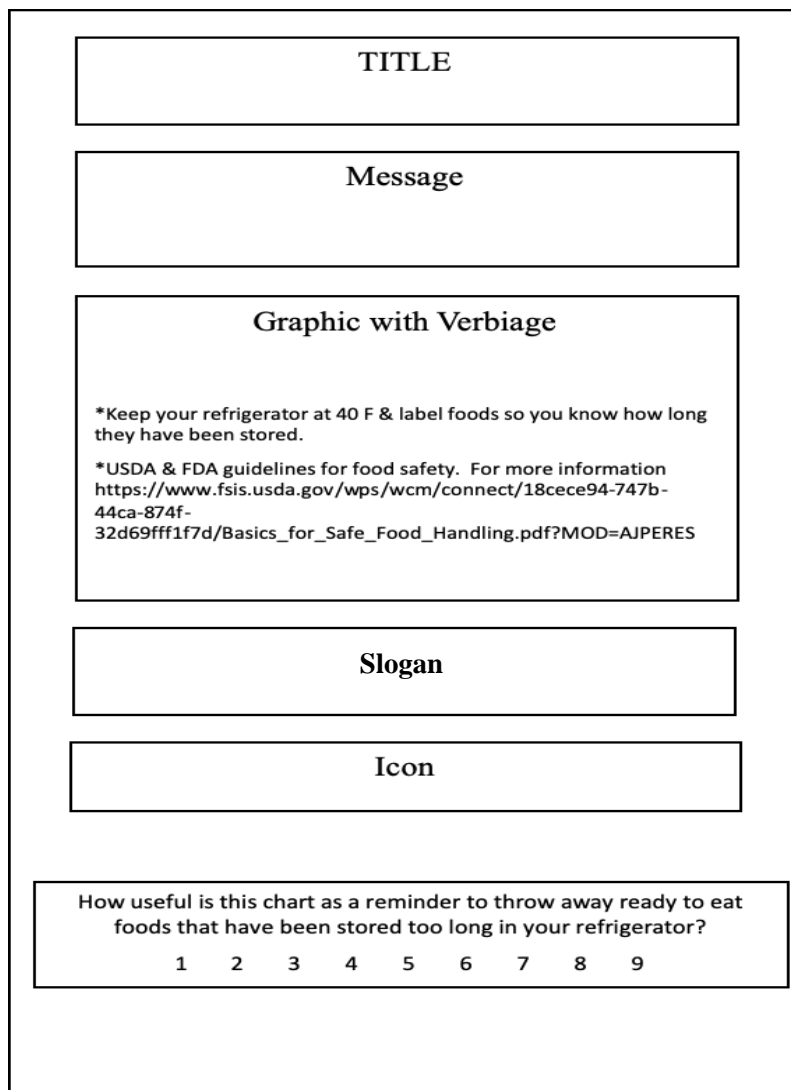 TITLE
Message
Graphic with Verbiage
*Keep your refrigerator at 40 F & label foods so you know how long
they have been stored.
*USDA & FDA guidelines for food safety.  For more information
https://www.fsis.usda.gov/wps/wcm/connect/18cece94-747b-
44ca-874f-
32d69fff1f7d/Basics_for_Safe_Food_Handling.pdf?MOD=AJPERES
Slogan
Icon
How useful is this chart as a reminder to throw away ready to eat
foods that have been stored too long in your refrigerator?
1 2 3 4 5 6 7 8 9